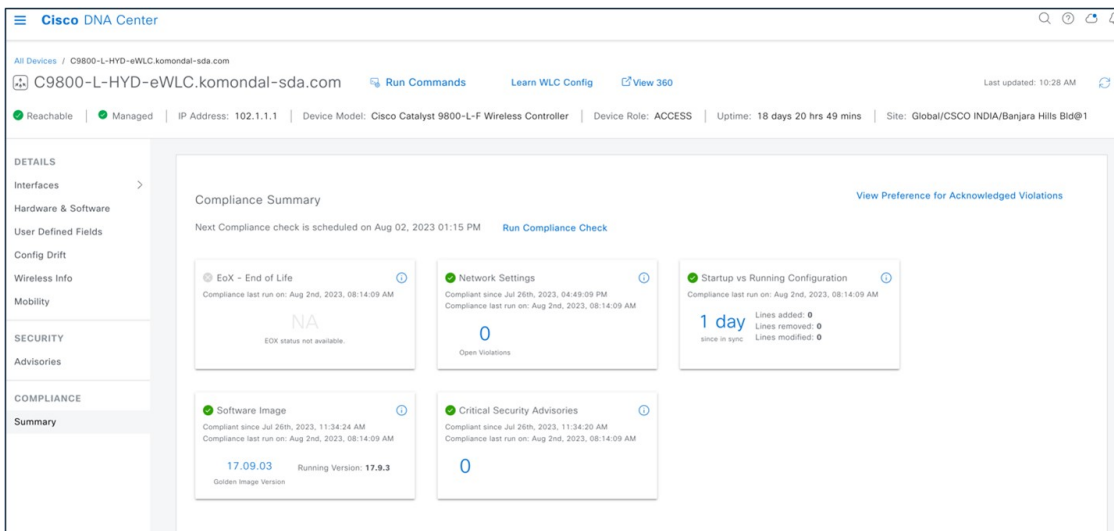 Cisco DNA Center
All Devices / C9800-L-HYD-eWLC.komondal-sda.com
C9800-L-HYD-eWLC.komondal-sda.com Run Commands Learn WLC Config View 360 Last updated: 10:28 AM
Reachable Managed IP Address: 102.1.1.1 Device Model: Cisco Catalyst 9800-L-F Wireless Controller Device Role: ACCESS Uptime: 18 days 20 hrs 49 mins Site: Global/CSCO INDIA/Banjara Hills Bld@1
DETAILS
Interfaces
Hardware & Software
User Defined Fields
Config Drift
Wireless Info
Mobility
SECURITY
Advisories
COMPLIANCE
Summary
Compliance Summary
View Preference for Acknowledged Violations
Next Compliance check is scheduled on Aug 02, 2023 01:15 PM Run Compliance Check
EoX - End of Life
Compliance last run on: Aug 2nd, 2023, 08:14:09 AM
NA
EOX status not available.
Network Settings
Compliant since Jul 26th, 2023, 04:49:09 PM
Compliance last run on: Aug 2nd, 2023, 08:14:09 AM
0
Open Violations
Startup vs Running Configuration
Compliance last run on: Aug 2nd, 2023, 08:14:09 AM
1 day
since in sync
Lines added: 0
Lines removed: 0
Lines modified: 0
Software Image
Compliant since Jul 26th, 2023, 11:34:24 AM
Compliance last run on: Aug 2nd, 2023, 08:14:09 AM
17.09.03 Running Version: 17.9.3
Golden Image Version
Critical Security Advisories
Compliant since Jul 26th, 2023, 11:34:20 AM
Compliance last run on: Aug 2nd, 2023, 08:14:09 AM
0